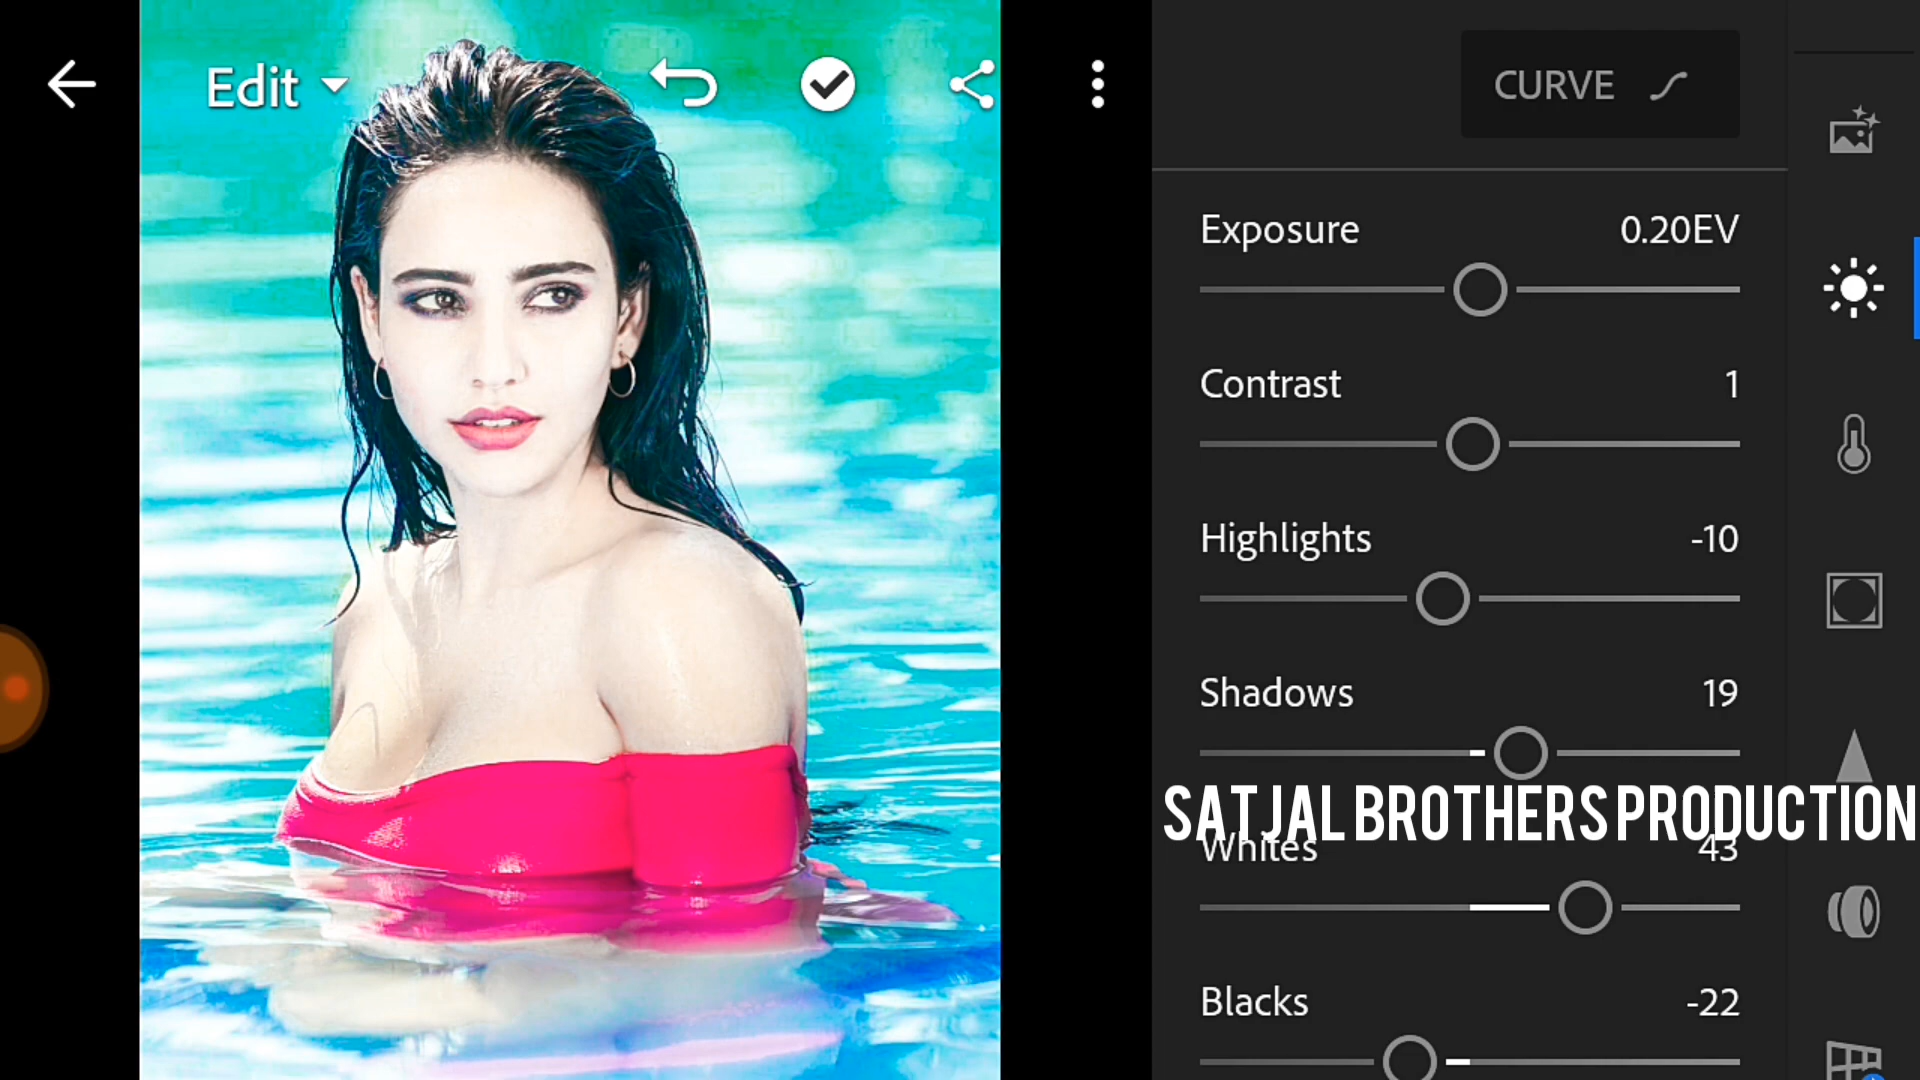 Edit
CURVE
Exposure 0.20EV
Contrast 1
Highlights -10
Shadows 19
SATJAL BROTHERS PRODUCTION
Whites 43
Blacks -22